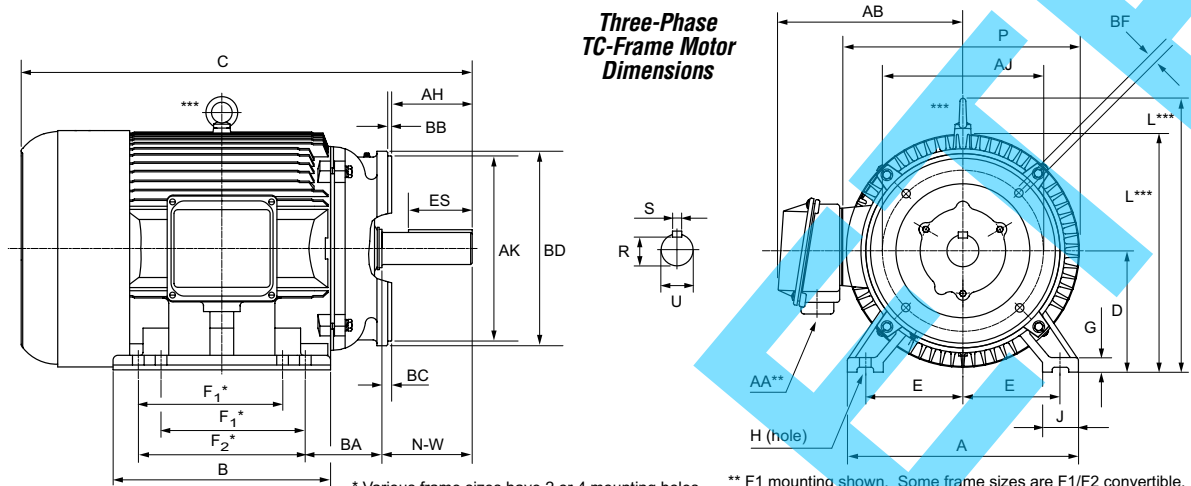 Three-Phase
TC-Frame Motor
Dimensions
C
***
AH
BB
ES
AK
BD
BC
F1*
F1*
F2*
BA
N-W
B
S
R
U
AB
P
BF
AJ
***
L***
L***
D
G
AA**
E
E
J
H (hole)
A
* Various frame sizes have 2 or 4 mounting holes
** F1 mounting shown. Some frame sizes are F1/F2 convertible.